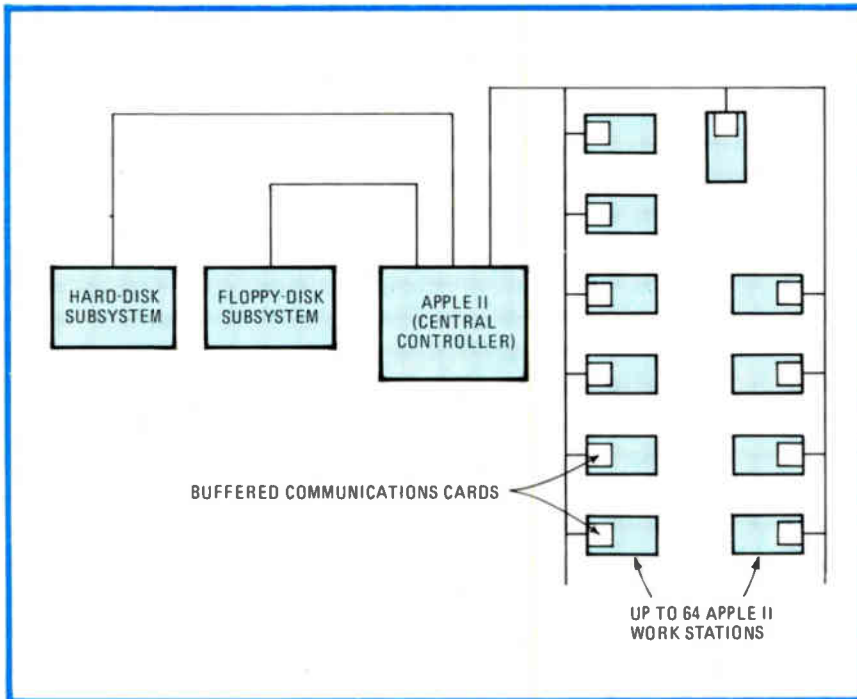 HARD-DISK
SUBSYSTEM
FLOPPY-DISK
SUBSYSTEM
APPLE II
(CENTRAL
CONTROLLER)
BUFFERED COMMUNICATIONS CARDS
UP TO 64 APPLE II
WORK STATIONS